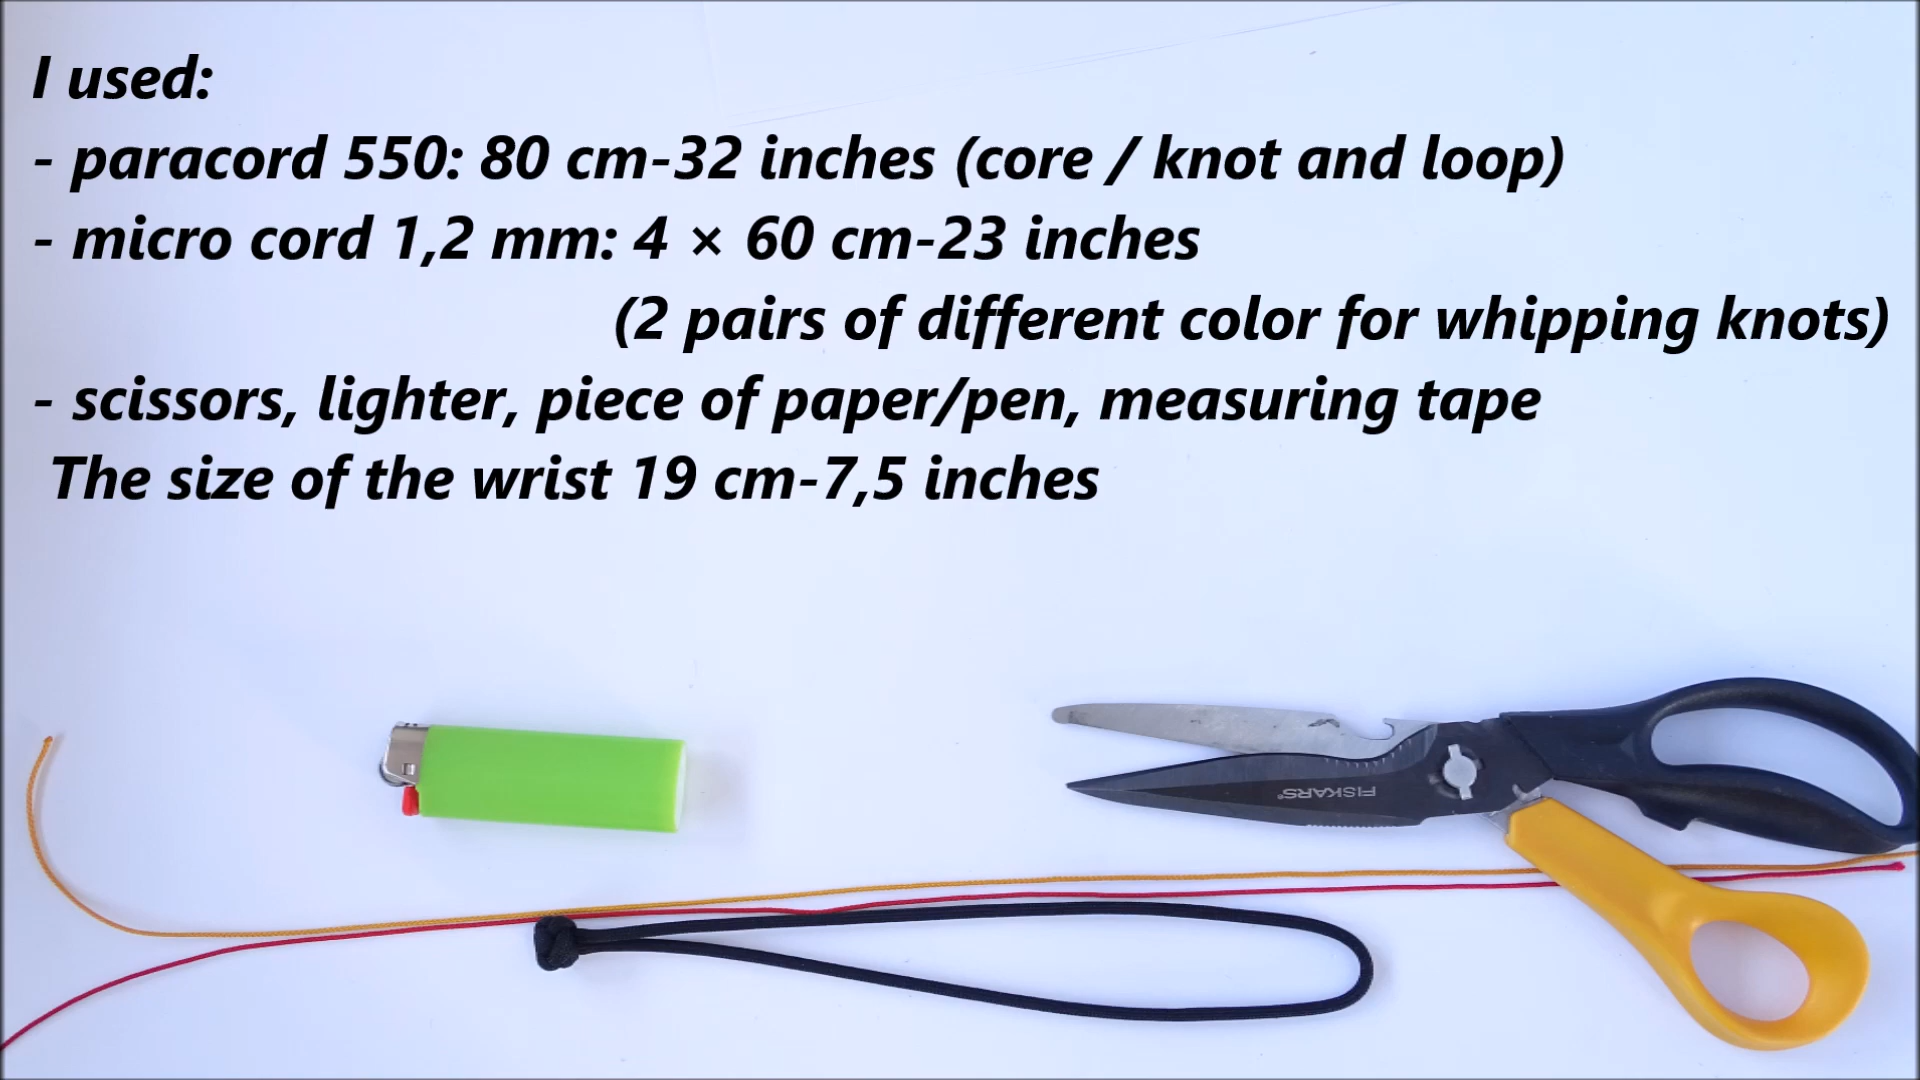 I used:
- paracord 550: 80 cm-32 inches (core / knot and loop)
- micro cord 1,2 mm: 4 × 60 cm-23 inches
(2 pairs of different color for whipping knots)
- scissors, lighter, piece of paper/pen, measuring tape
The size of the wrist 19 cm-7,5 inches
FISKARS®